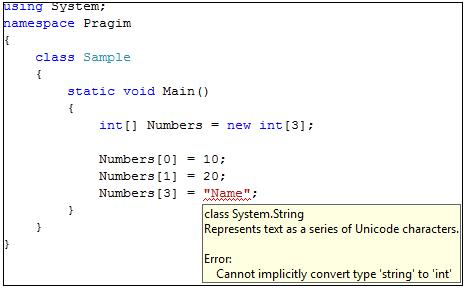 using System;
namespace Pragim
{
class Sample
{
static void Main()
{
int[] Numbers = new int[3];
Numbers[0] = 10;
Numbers[1] = 20;
Numbers[3] = "Name";
}
class System.String
Represents text as a series of Unicode characters.
}
Error:
}
Cannot implicitly convert type 'string' to 'int'